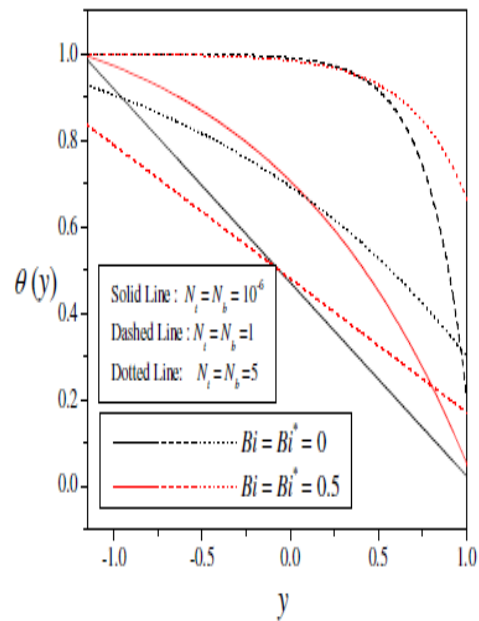 1.0
0.8
0.6
θ(y)
0.4
0.2
0.0
Solid Line : N_t = N_b = 10^-6
Dashed Line : N_t = N_b = 1
Dotted Line: N_t = N_b = 5
Bi = Bi^* = 0
Bi = Bi^* = 0.5
-1.0 -0.5 0.0 0.5 1.0
y